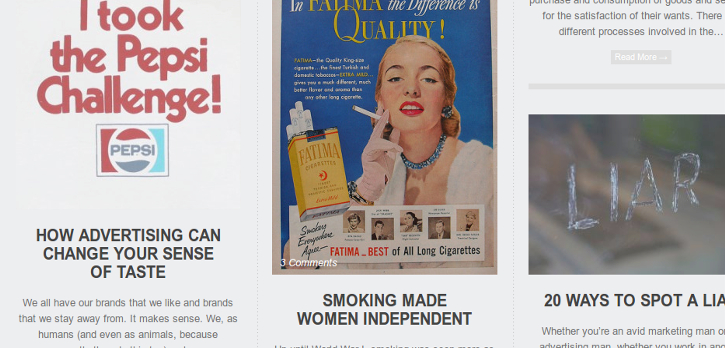 I took
the Pepsi
Challenge!
PEPSI
HOW ADVERTISING CAN
CHANGE YOUR SENSE
OF TASTE
We all have our brands that we like and brands
that we stay away from. It makes sense. We, as
humans (and even as animals, because
In FATIMA the Difference is
QUALITY!
FATIMA—the Quality King-size
cigarette...the finest Turkish and
domestic tobaccos—EXTRA-MILD...
gives you a much different, much
better flavor and aroma than
any other long cigarette.
FATIMA
CIGARETTES
Smokers
Everywhere
Agree—
FATIMA BEST of All Long Cigarettes
3 Comments
SMOKING MADE
WOMEN INDEPENDENT
purchase and consumption of goods and
for the satisfaction of their wants. There
different processes involved in the...
Read More →
LIAR
20 WAYS TO SPOT A LIA
Whether you're an avid marketing man or
advertising man, whether you work in